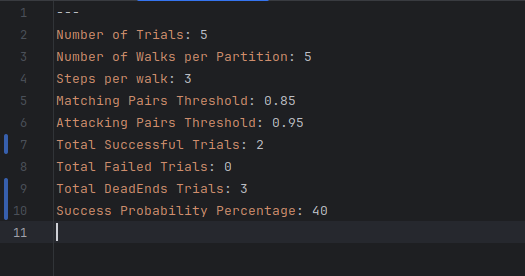 1 ---
2 Number of Trials: 5
3 Number of Walks per Partition: 5
4 Steps per walk: 3
5 Matching Pairs Threshold: 0.85
6 Attacking Pairs Threshold: 0.95
7 Total Successful Trials: 2
8 Total Failed Trials: 0
9 Total DeadEnds Trials: 3
10 Success Probability Percentage: 40
11